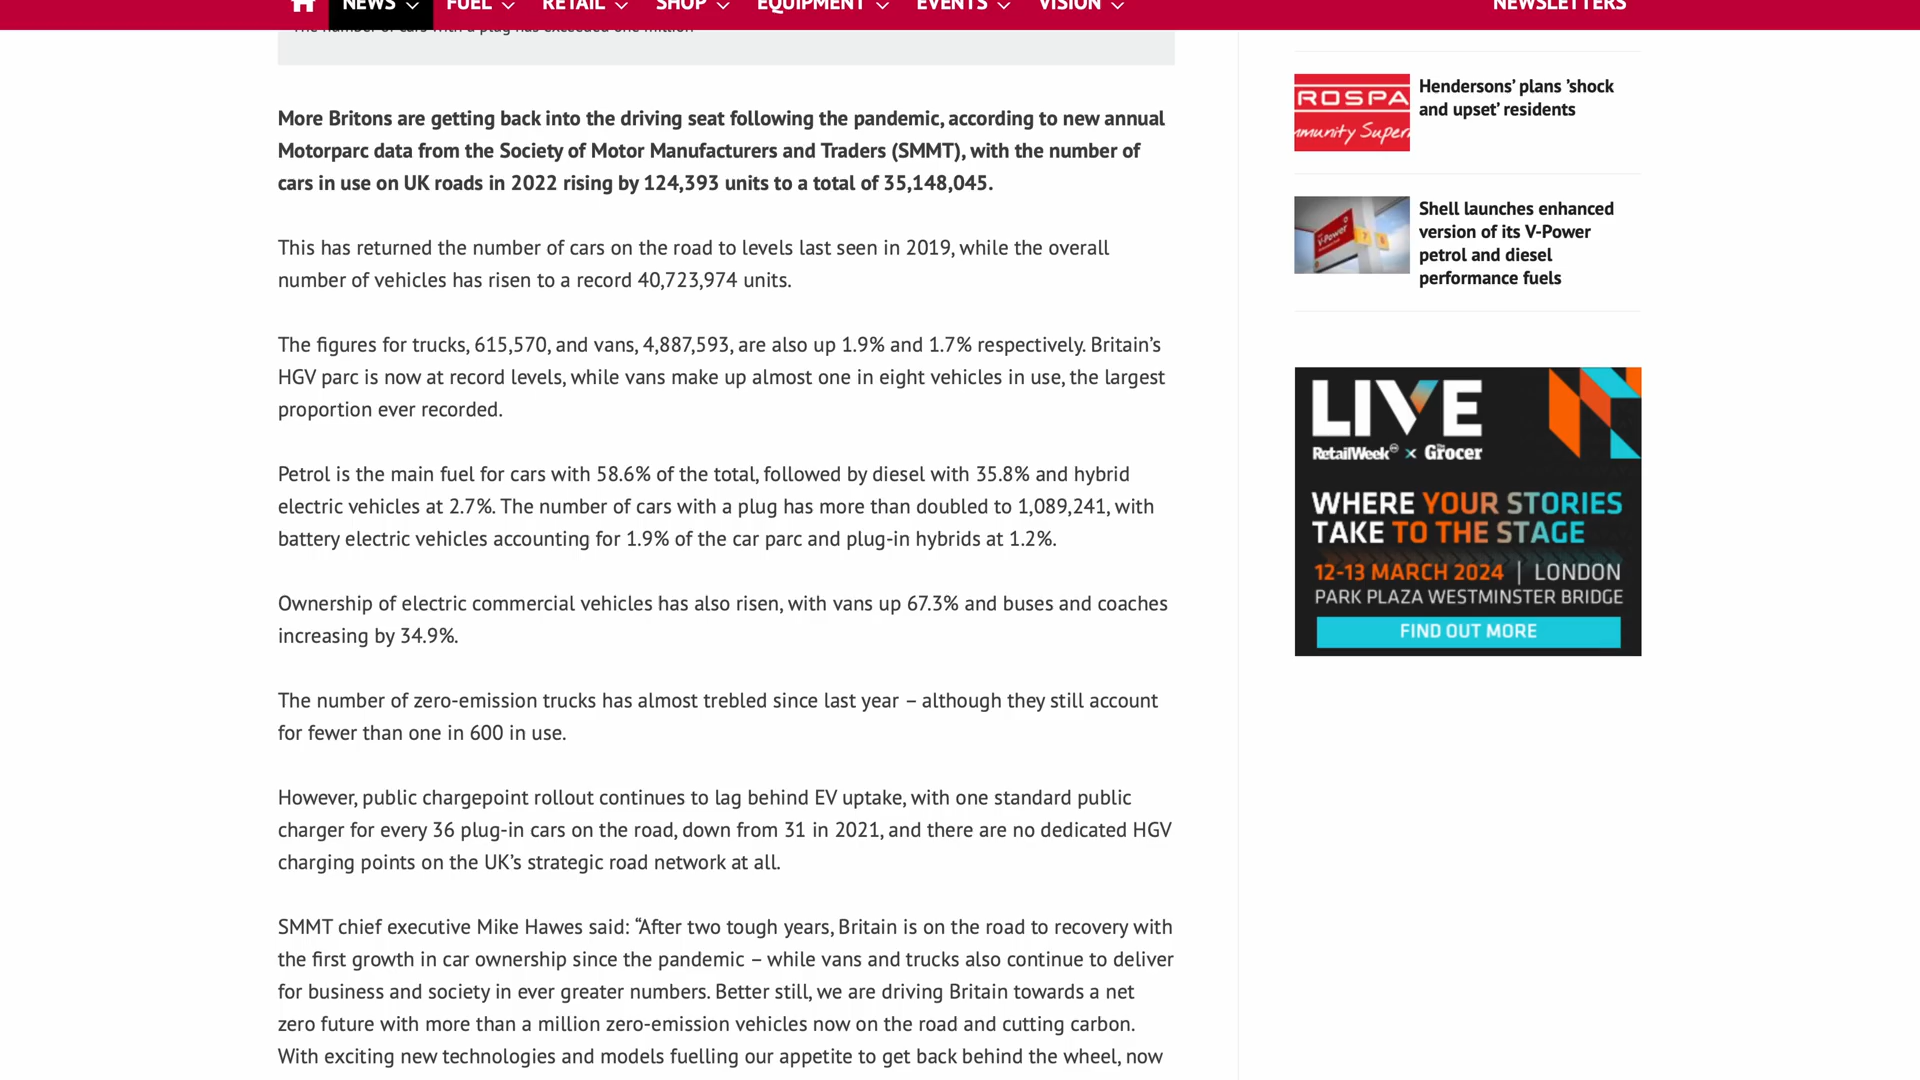 NEWS FUEL RETAIL SHOP EQUIPMENT EVENTS VISION NEWSLETTERS
The number of cars with a plug has exceeded one million
More Britons are getting back into the driving seat following the pandemic, according to new annual
Motorparc data from the Society of Motor Manufacturers and Traders (SMMT), with the number of
cars in use on UK roads in 2022 rising by 124,393 units to a total of 35,148,045.
This has returned the number of cars on the road to levels last seen in 2019, while the overall
number of vehicles has risen to a record 40,723,974 units.
The figures for trucks, 615,570, and vans, 4,887,593, are also up 1.9% and 1.7% respectively. Britain’s
HGV parc is now at record levels, while vans make up almost one in eight vehicles in use, the largest
proportion ever recorded.
Petrol is the main fuel for cars with 58.6% of the total, followed by diesel with 35.8% and hybrid
electric vehicles at 2.7%. The number of cars with a plug has more than doubled to 1,089,241, with
battery electric vehicles accounting for 1.9% of the car parc and plug-in hybrids at 1.2%.
Ownership of electric commercial vehicles has also risen, with vans up 67.3% and buses and coaches
increasing by 34.9%.
The number of zero-emission trucks has almost trebled since last year – although they still account
for fewer than one in 600 in use.
However, public chargepoint rollout continues to lag behind EV uptake, with one standard public
charger for every 36 plug-in cars on the road, down from 31 in 2021, and there are no dedicated HGV
charging points on the UK’s strategic road network at all.
SMMT chief executive Mike Hawes said: “After two tough years, Britain is on the road to recovery with
the first growth in car ownership since the pandemic – while vans and trucks also continue to deliver
for business and society in ever greater numbers. Better still, we are driving Britain towards a net
zero future with more than a million zero-emission vehicles now on the road and cutting carbon.
With exciting new technologies and models fuelling our appetite to get back behind the wheel, now
ROSPA
mmunity Super
Hendersons’ plans ’shock
and upset’ residents
V-Power
Shell launches enhanced
version of its V-Power
petrol and diesel
performance fuels
LIVE
RetailWeek x The Grocer
WHERE YOUR STORIES
TAKE TO THE STAGE
12-13 MARCH 2024 | LONDON
PARK PLAZA WESTMINSTER BRIDGE
FIND OUT MORE